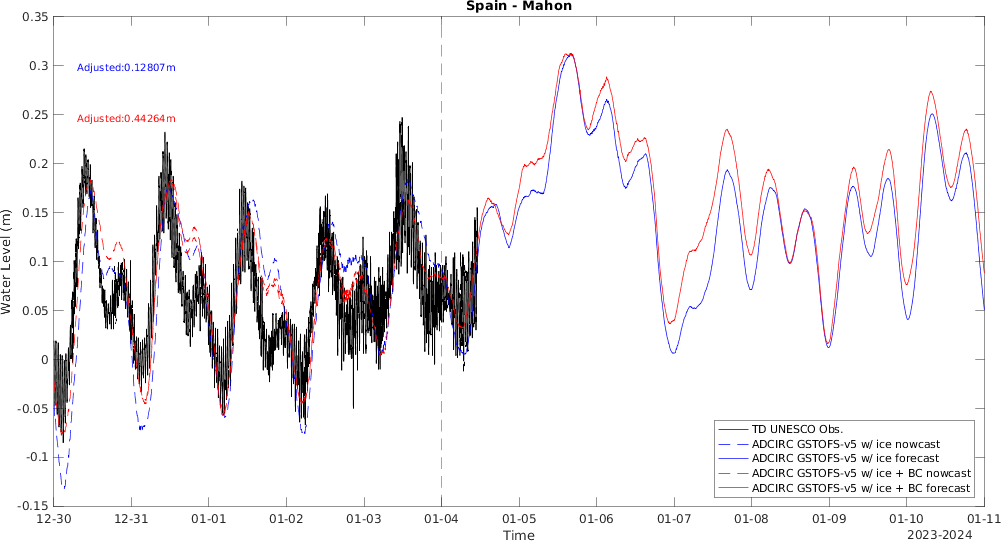 Spain - Mahon
0.35
0.3
0.25
0.2
0.15
0.1
0.05
0
-0.05
-0.1
-0.15
Water Level (m)
Adjusted:0.12807m
Adjusted:0.44264m
TD UNESCO Obs.
ADCIRC GSTOFS-v5 w/ ice nowcast
ADCIRC GSTOFS-v5 w/ ice forecast
ADCIRC GSTOFS-v5 w/ ice + BC nowcast
ADCIRC GSTOFS-v5 w/ ice + BC forecast
12-30 12-31 01-01 01-02 01-03 01-04 01-05 01-06 01-07 01-08 01-09 01-10 01-11
Time
2023-2024